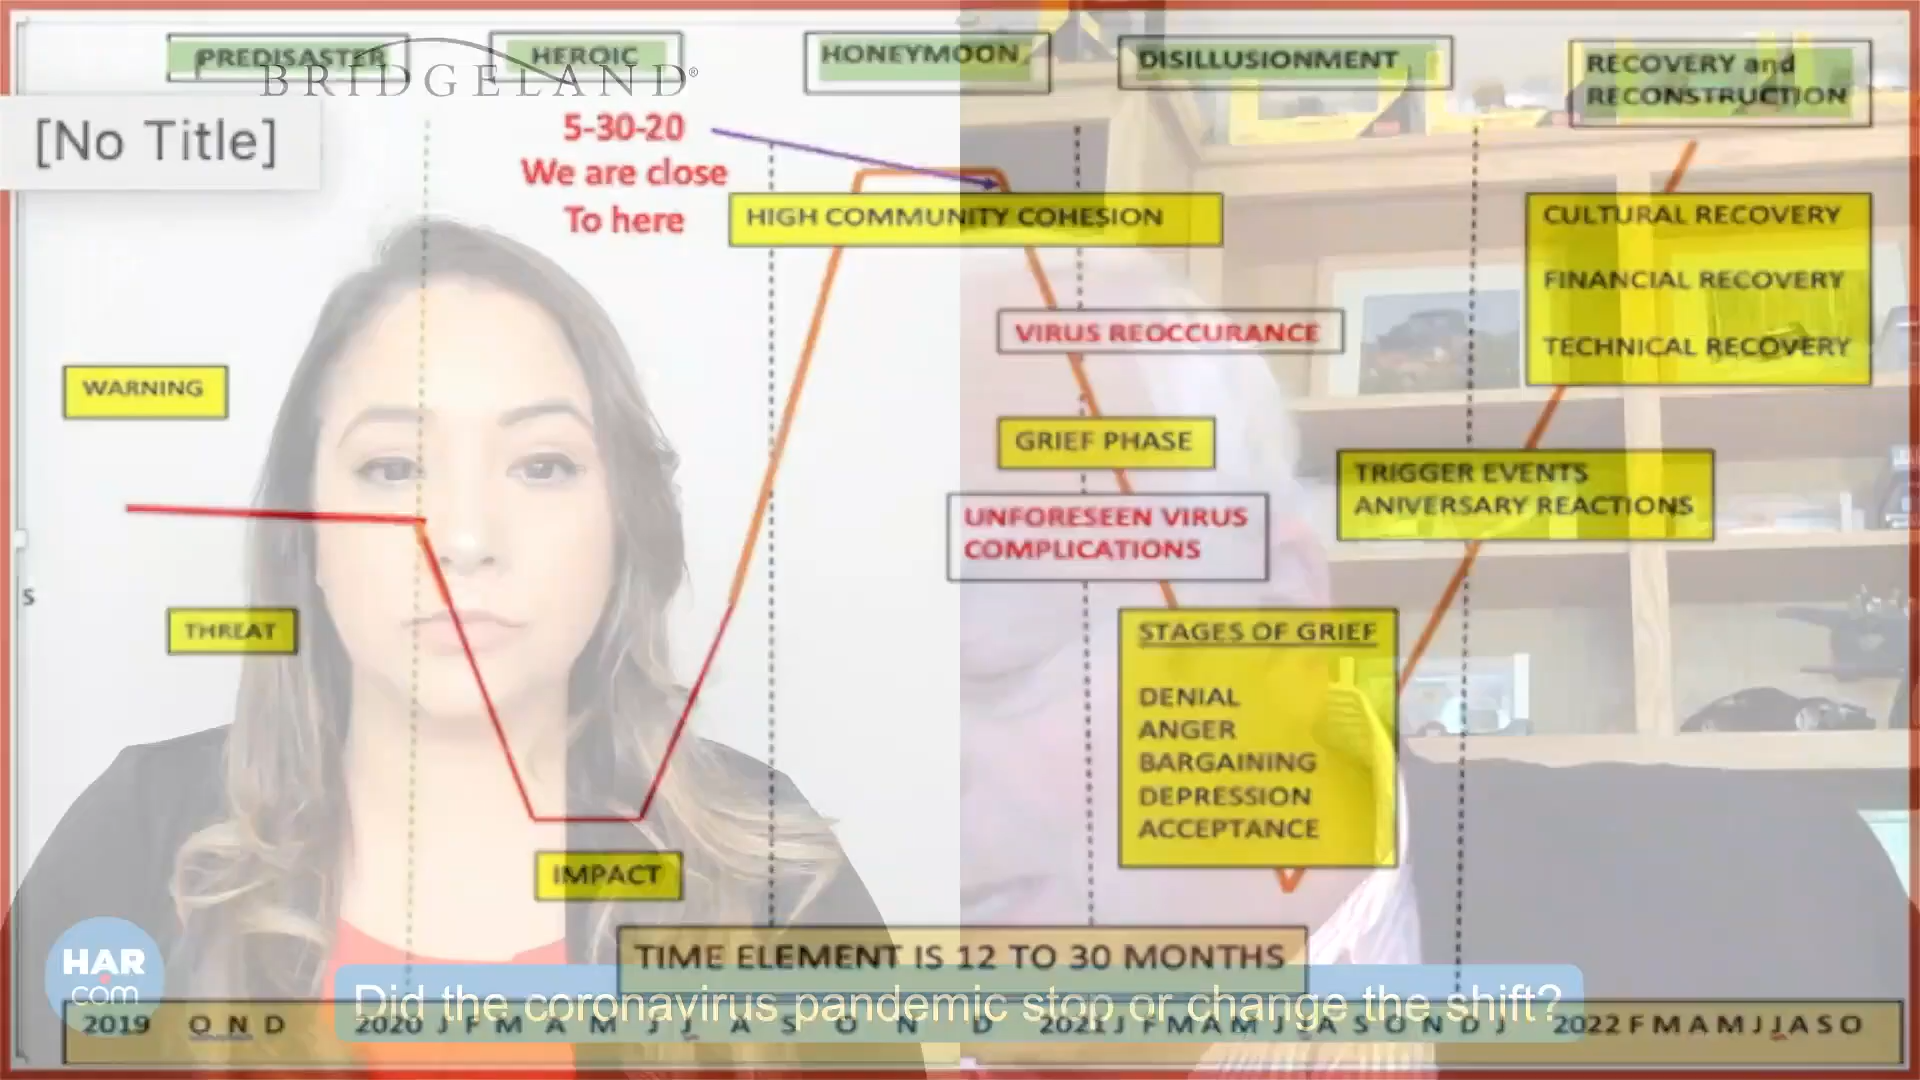 PREDISASTER
HEROIC
HONEYMOON
DISILLUSIONMENT
RECOVERY and
RECONSTRUCTION
BRIDGELAND®
[No Title]
5-30-20
We are close
To here
HIGH COMMUNITY COHESION
CULTURAL RECOVERY
FINANCIAL RECOVERY
TECHNICAL RECOVERY
VIRUS REOCCURANCE
WARNING
GRIEF PHASE
TRIGGER EVENTS
ANIVERSARY REACTIONS
UNFORESEEN VIRUS
COMPLICATIONS
S
THREAT
STAGES OF GRIEF
DENIAL
ANGER
BARGAINING
DEPRESSION
ACCEPTANCE
IMPACT
TIME ELEMENT IS 12 TO 30 MONTHS
HAR
com
Did the coronavirus pandemic stop or change the shift?
2019 O N D 2020 J F M A M J J A S O N D 2021 J F M A M J J A S O N D J 2022 F M A M J J A S O